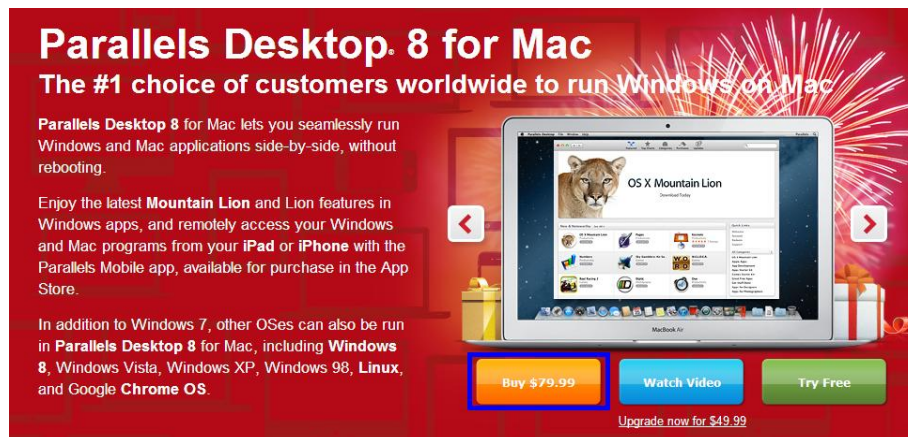 Parallels Desktop® 8 for Mac
The #1 choice of customers worldwide to run Windows on Mac
Parallels Desktop 8 for Mac lets you seamlessly run
Windows and Mac applications side-by-side, without
rebooting.
Enjoy the latest Mountain Lion and Lion features in
Windows apps, and remotely access your Windows
and Mac programs from your iPad or iPhone with the
Parallels Mobile app, available for purchase in the App
Store.
In addition to Windows 7, other OSes can also be run
in Parallels Desktop 8 for Mac, including Windows
8, Windows Vista, Windows XP, Windows 98, Linux,
and Google Chrome OS.
OS X Mountain Lion
Download Today
MacBook Air
Buy $79.99
Watch Video
Try Free
Upgrade now for $49.99